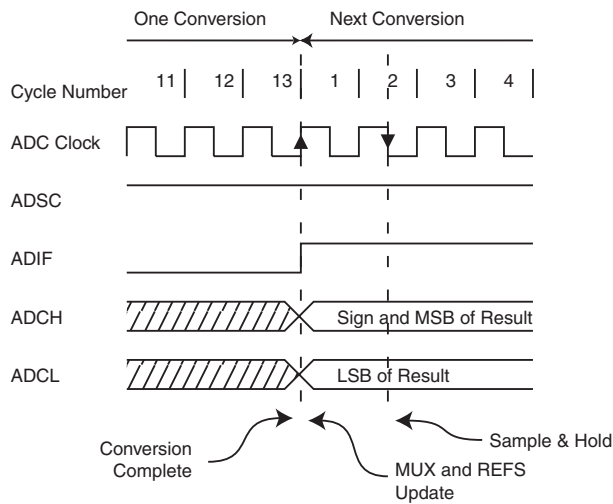 One Conversion Next Conversion
Cycle Number 11 12 13 1 2 3 4
ADC Clock
ADSC
ADIF
ADCH Sign and MSB of Result
ADCL LSB of Result
Conversion
Complete
MUX and REFS
Update
Sample & Hold